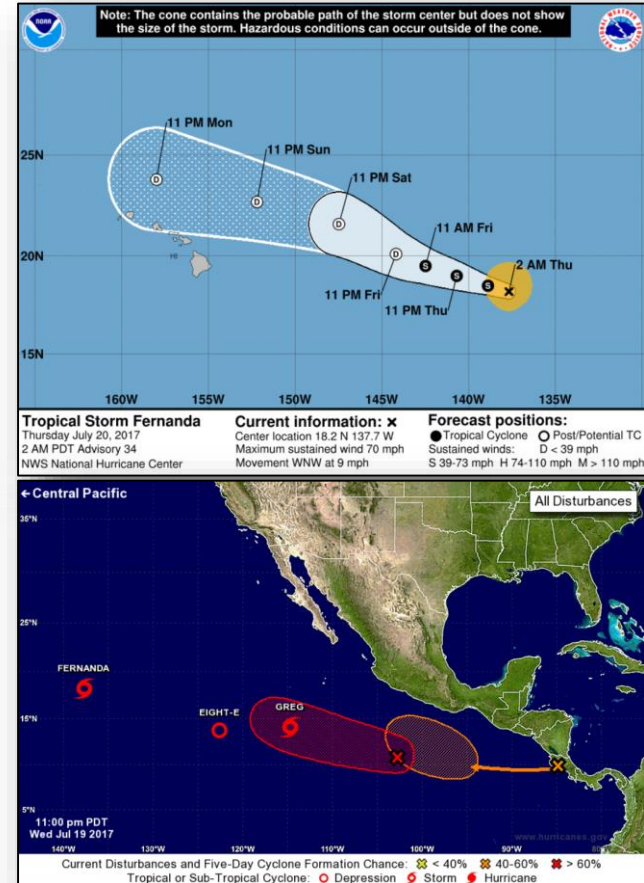 Note: The cone contains the probable path of the storm center but does not show
the size of the storm. Hazardous conditions can occur outside of the cone.
NOAA
11 PM Mon
11 PM Sun
11 PM Sat
11 AM Fri
2 AM Thu
11 PM Fri
11 PM Thu
D D D D S S S
HI
25N
20N
15N
160W 155W 150W 145W 140W 135W
Tropical Storm Fernanda
Thursday July 20, 2017
2 AM PDT Advisory 34
NWS National Hurricane Center
Current information: x
Center location 18.2 N 137.7 W
Maximum sustained wind 70 mph
Movement WNW at 9 mph
Forecast positions:
Tropical Cyclone Post/Potential TC
Sustained winds: D < 39 mph
S 39-73 mph H 74-110 mph M > 110 mph
←Central Pacific
All Disturbances
35°N
25°N
15°N
5°N
FERNANDA
EIGHT-E
GREG
11:00 pm PDT
Wed Jul 19 2017
www.hurricanes.gov
140°W 130°W 120°W 110°W 100°W 90°W 80°W
Current Disturbances and Five-Day Cyclone Formation Chance: < 40% 40-60% > 60%
Tropical or Sub-Tropical Cyclone: Depression Storm Hurricane